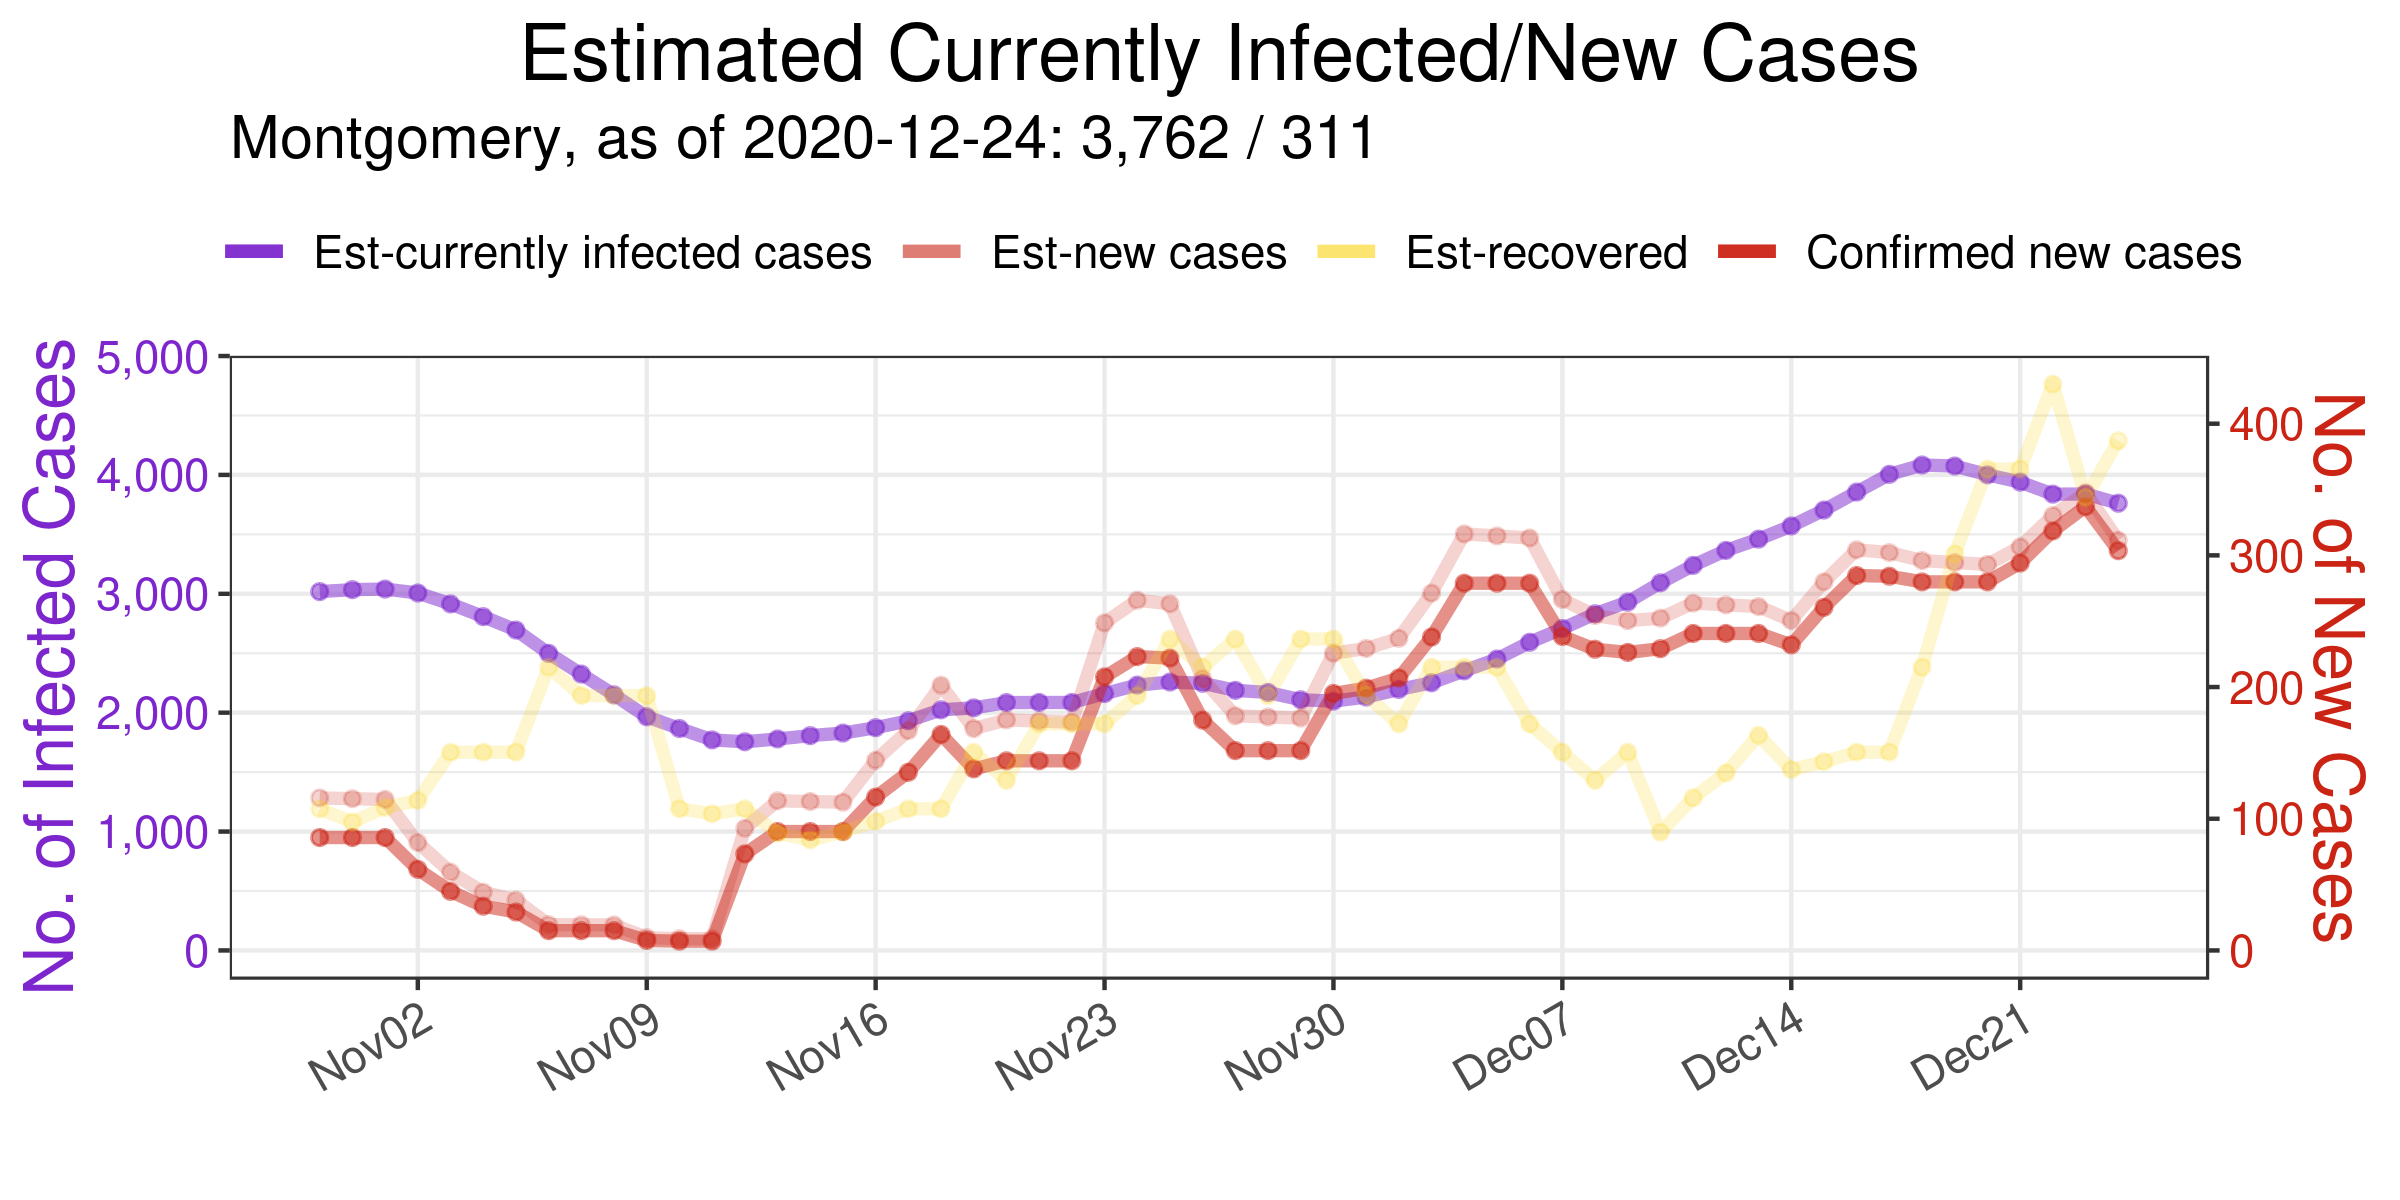 Estimated Currently Infected/New Cases
Montgomery, as of 2020-12-24: 3,762 / 311
Est-currently infected cases
Est-new cases
Est-recovered
Confirmed new cases
No. of Infected Cases
5,000
4,000
3,000
2,000
1,000
0
No. of New Cases
400
300
200
100
0
Nov02
Nov09
Nov16
Nov23
Nov30
Dec07
Dec14
Dec21